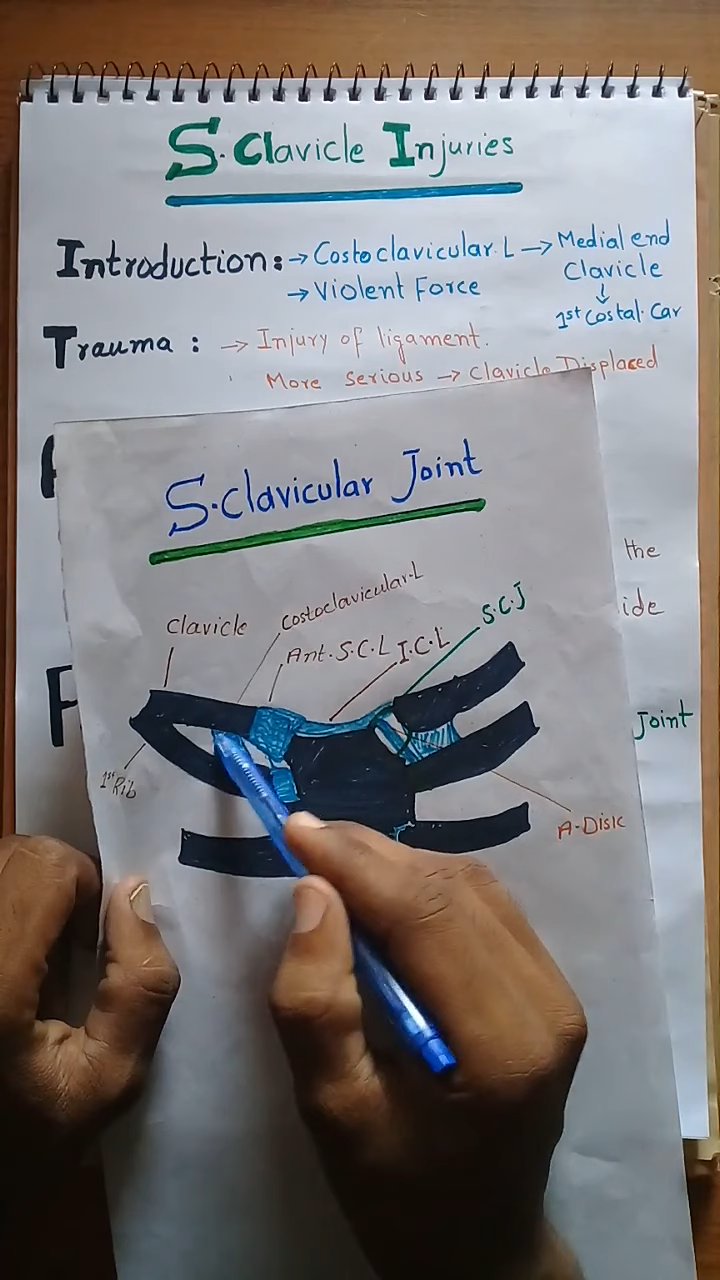 S.Clavicle Injuries
Introduction: → Costoclavicular.L → Medial end
Clavicle
→ Violent Force
↓
1st Costal.Car
Trauma: → Injury of ligament.
More serious → Clavicle Displaced
the
ide
Joint
S.Clavicular Joint
Clavicle
Costoclavicular.L
Ant.S.C.L
I.C.L
S.C.J
1st Rib
A-Disk